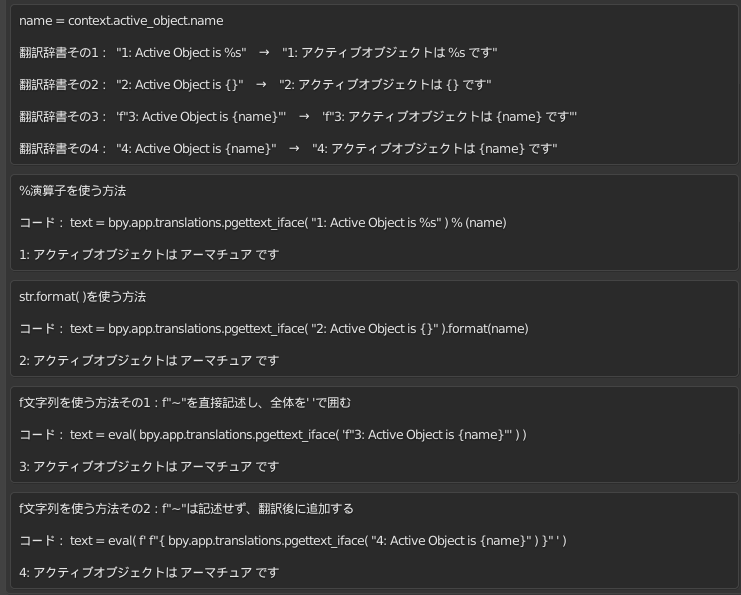 name = context.active_object.name
翻訳辞書その1： "1: Active Object is %s" → "1: アクティブオブジェクトは %s です"
翻訳辞書その2： "2: Active Object is {}" → "2: アクティブオブジェクトは {} です"
翻訳辞書その3： 'f"3: Active Object is {name}"' → 'f"3: アクティブオブジェクトは {name} です"'
翻訳辞書その4： "4: Active Object is {name}" → "4: アクティブオブジェクトは {name} です"
%演算子を使う方法
コード： text = bpy.app.translations.pgettext_iface( "1: Active Object is %s" ) % (name)
1: アクティブオブジェクトは アーマチュア です
str.format( )を使う方法
コード： text = bpy.app.translations.pgettext_iface( "2: Active Object is {}" ).format(name)
2: アクティブオブジェクトは アーマチュア です
f文字列を使う方法その1：f"~"を直接記述し、全体を' 'で囲む
コード： text = eval( bpy.app.translations.pgettext_iface( 'f"3: Active Object is {name}"' ) )
3: アクティブオブジェクトは アーマチュア です
f文字列を使う方法その2：f"~"は記述せず、翻訳後に追加する
コード： text = eval( f' f"{ bpy.app.translations.pgettext_iface( "4: Active Object is {name}" ) }" ' )
4: アクティブオブジェクトは アーマチュア です